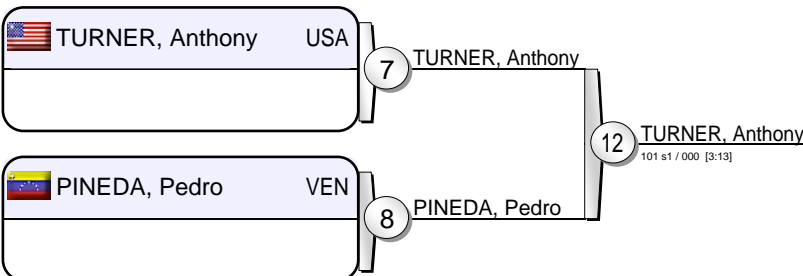 TURNER, Anthony USA
7
TURNER, Anthony
12
TURNER, Anthony
101 s1 / 000 [3:13]
PINEDA, Pedro VEN
8
PINEDA, Pedro